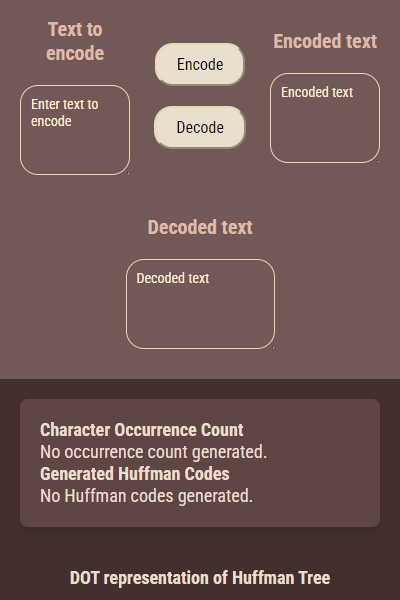 Text to
encode
Enter text to
encode
Encode
Decode
Encoded text
Encoded text
Decoded text
Decoded text
Character Occurrence Count
No occurrence count generated.
Generated Huffman Codes
No Huffman codes generated.
DOT representation of Huffman Tree